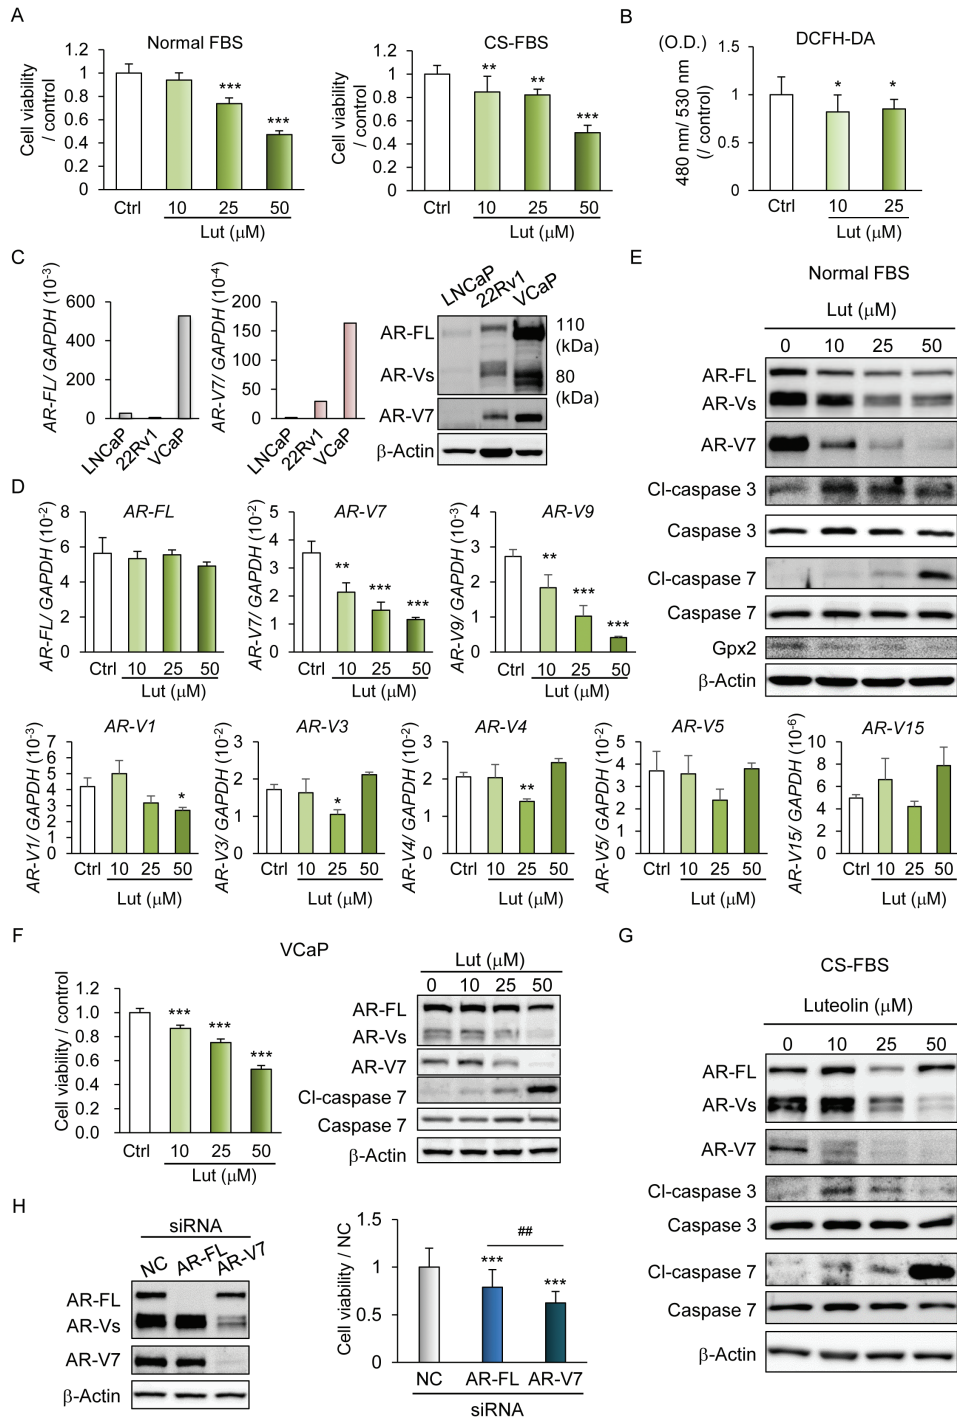 A
Normal FBS
Cell viability
/ control
1.2
1
0.8
0.6
0.4
0.2
0
***
***
Ctrl
10
25
50
Lut (μM)
CS-FBS
Cell viability
/ control
1.2
1
0.8
0.6
0.4
0.2
0
**
**
***
Ctrl
10
25
50
Lut (μM)
B
(O.D.)
DCFH-DA
480 nm/ 530 nm
(/ control)
1.5
1
0.5
0
*
*
Ctrl
10
25
Lut (μM)
C
AR-FL/ GAPDH (10-3)
600
400
200
0
LNCaP
22Rv1
VCaP
AR-V7/ GAPDH (10-4)
200
150
100
50
0
LNCaP
22Rv1
VCaP
LNCaP
22Rv1
VCaP
AR-FL
AR-Vs
AR-V7
β-Actin
110
(kDa)
80
(kDa)
D
AR-FL
AR-FL/ GAPDH (10-2)
8
6
4
2
0
Ctrl
10
25
50
Lut (μM)
AR-V7
AR-V7/ GAPDH (10-2)
5
4
3
2
1
0
**
***
***
Ctrl
10
25
50
Lut (μM)
AR-V9
AR-V9/ GAPDH (10-3)
4
3
2
1
0
**
***
***
Ctrl
10
25
50
Lut (μM)
AR-V1
AR-V1/ GAPDH (10-3)
7
6
5
4
3
2
1
0
*
Ctrl
10
25
50
Lut (μM)
AR-V3
AR-V3/ GAPDH (10-2)
3
2
1
0
*
Ctrl
10
25
50
Lut (μM)
AR-V4
AR-V4/ GAPDH (10-2)
3
2
1
0
**
Ctrl
10
25
50
Lut (μM)
AR-V5
AR-V5/ GAPDH (10-2)
5
4
3
2
1
0
Ctrl
10
25
50
Lut (μM)
AR-V15
AR-V15/ GAPDH (10-6)
10
8
6
4
2
0
Ctrl
10
25
50
Lut (μM)
E
Normal FBS
Lut (μM)
0 10 25 50
AR-FL
AR-Vs
AR-V7
Cl-caspase 3
Caspase 3
Cl-caspase 7
Caspase 7
Gpx2
β-Actin
F
VCaP
Cell viability / control
1.2
1.0
0.8
0.6
0.4
0.2
0.0
***
***
***
Ctrl
10
25
50
Lut (μM)
Lut (μM)
0 10 25 50
AR-FL
AR-Vs
AR-V7
Cl-caspase 7
Caspase 7
β-Actin
G
CS-FBS
Luteolin (μM)
0 10 25 50
AR-FL
AR-Vs
AR-V7
Cl-caspase 3
Caspase 3
Cl-caspase 7
Caspase 7
β-Actin
H
siRNA
NC
AR-FL
AR-V7
AR-FL
AR-Vs
AR-V7
β-Actin
Cell viability / NC
1.5
1
0.5
0
##
***
***
NC
AR-FL
AR-V7
siRNA